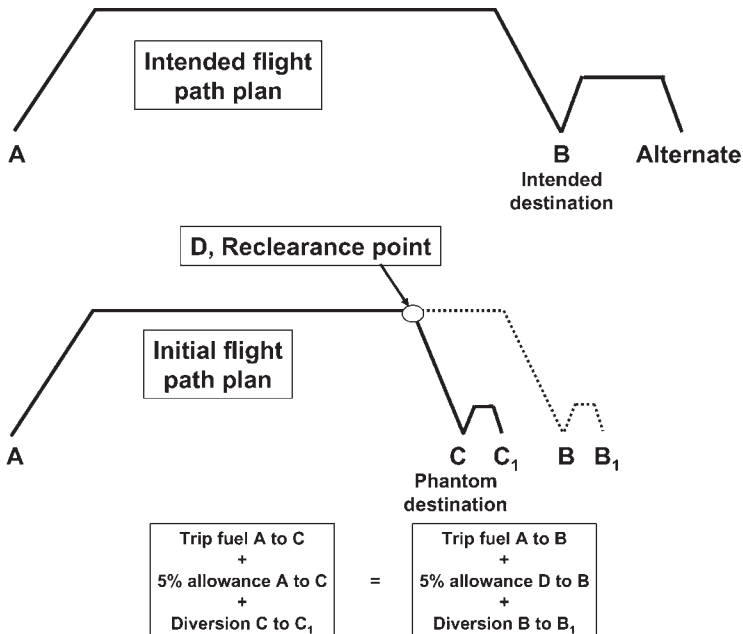 Intended flight
path plan
A
B
Alternate
Intended
destination
D, Reclearance point
Initial flight
path plan
A
C
C₁
B
B₁
Phantom
destination
Trip fuel A to C
+
5% allowance A to C
+
Diversion C to C₁
=
Trip fuel A to B
+
5% allowance D to B
+
Diversion B to B₁